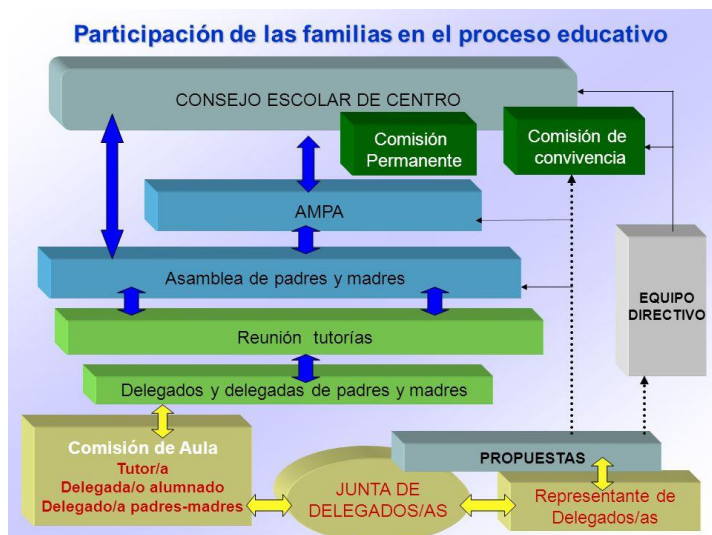 Participación de las familias en el proceso educativo
CONSEJO ESCOLAR DE CENTRO
Comisión
Permanente
Comisión de
convivencia
AMPA
Asamblea de padres y madres
EQUIPO
DIRECTIVO
Reunión tutorías
Delegados y delegadas de padres y madres
Comisión de Aula
Tutor/a
Delegada/o alumnado
Delegado/a padres-madres
JUNTA DE
DELEGADOS/AS
PROPUESTAS
Representante de
Delegados/as